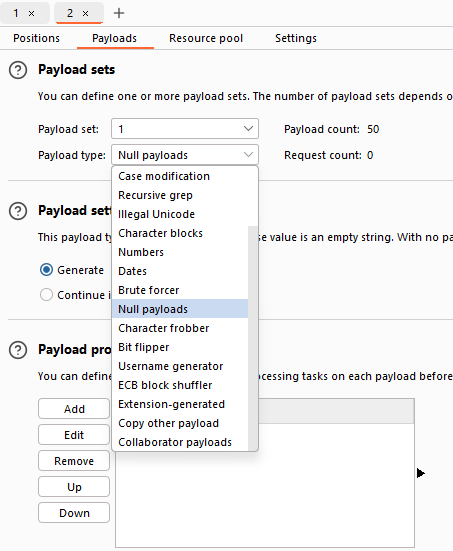 1 × 2 × +
Positions Payloads Resource pool Settings
? Payload sets
You can define one or more payload sets. The number of payload sets depends o
Payload set: 1 Payload count: 50
Payload type: Null payloads Request count: 0
Case modification
Recursive grep
? Payload set Illegal Unicode
Character blocks
This payload ty se value is an empty string. With no pa
Numbers
Generate Dates
Brute forcer
Continue i
Null payloads
Character frobber
? Payload pro Bit flipper
Username generator
You can define ocessing tasks on each payload before
ECB block shuffler
Add Extension-generated
Copy other payload
Edit Collaborator payloads
Remove
Up
Down